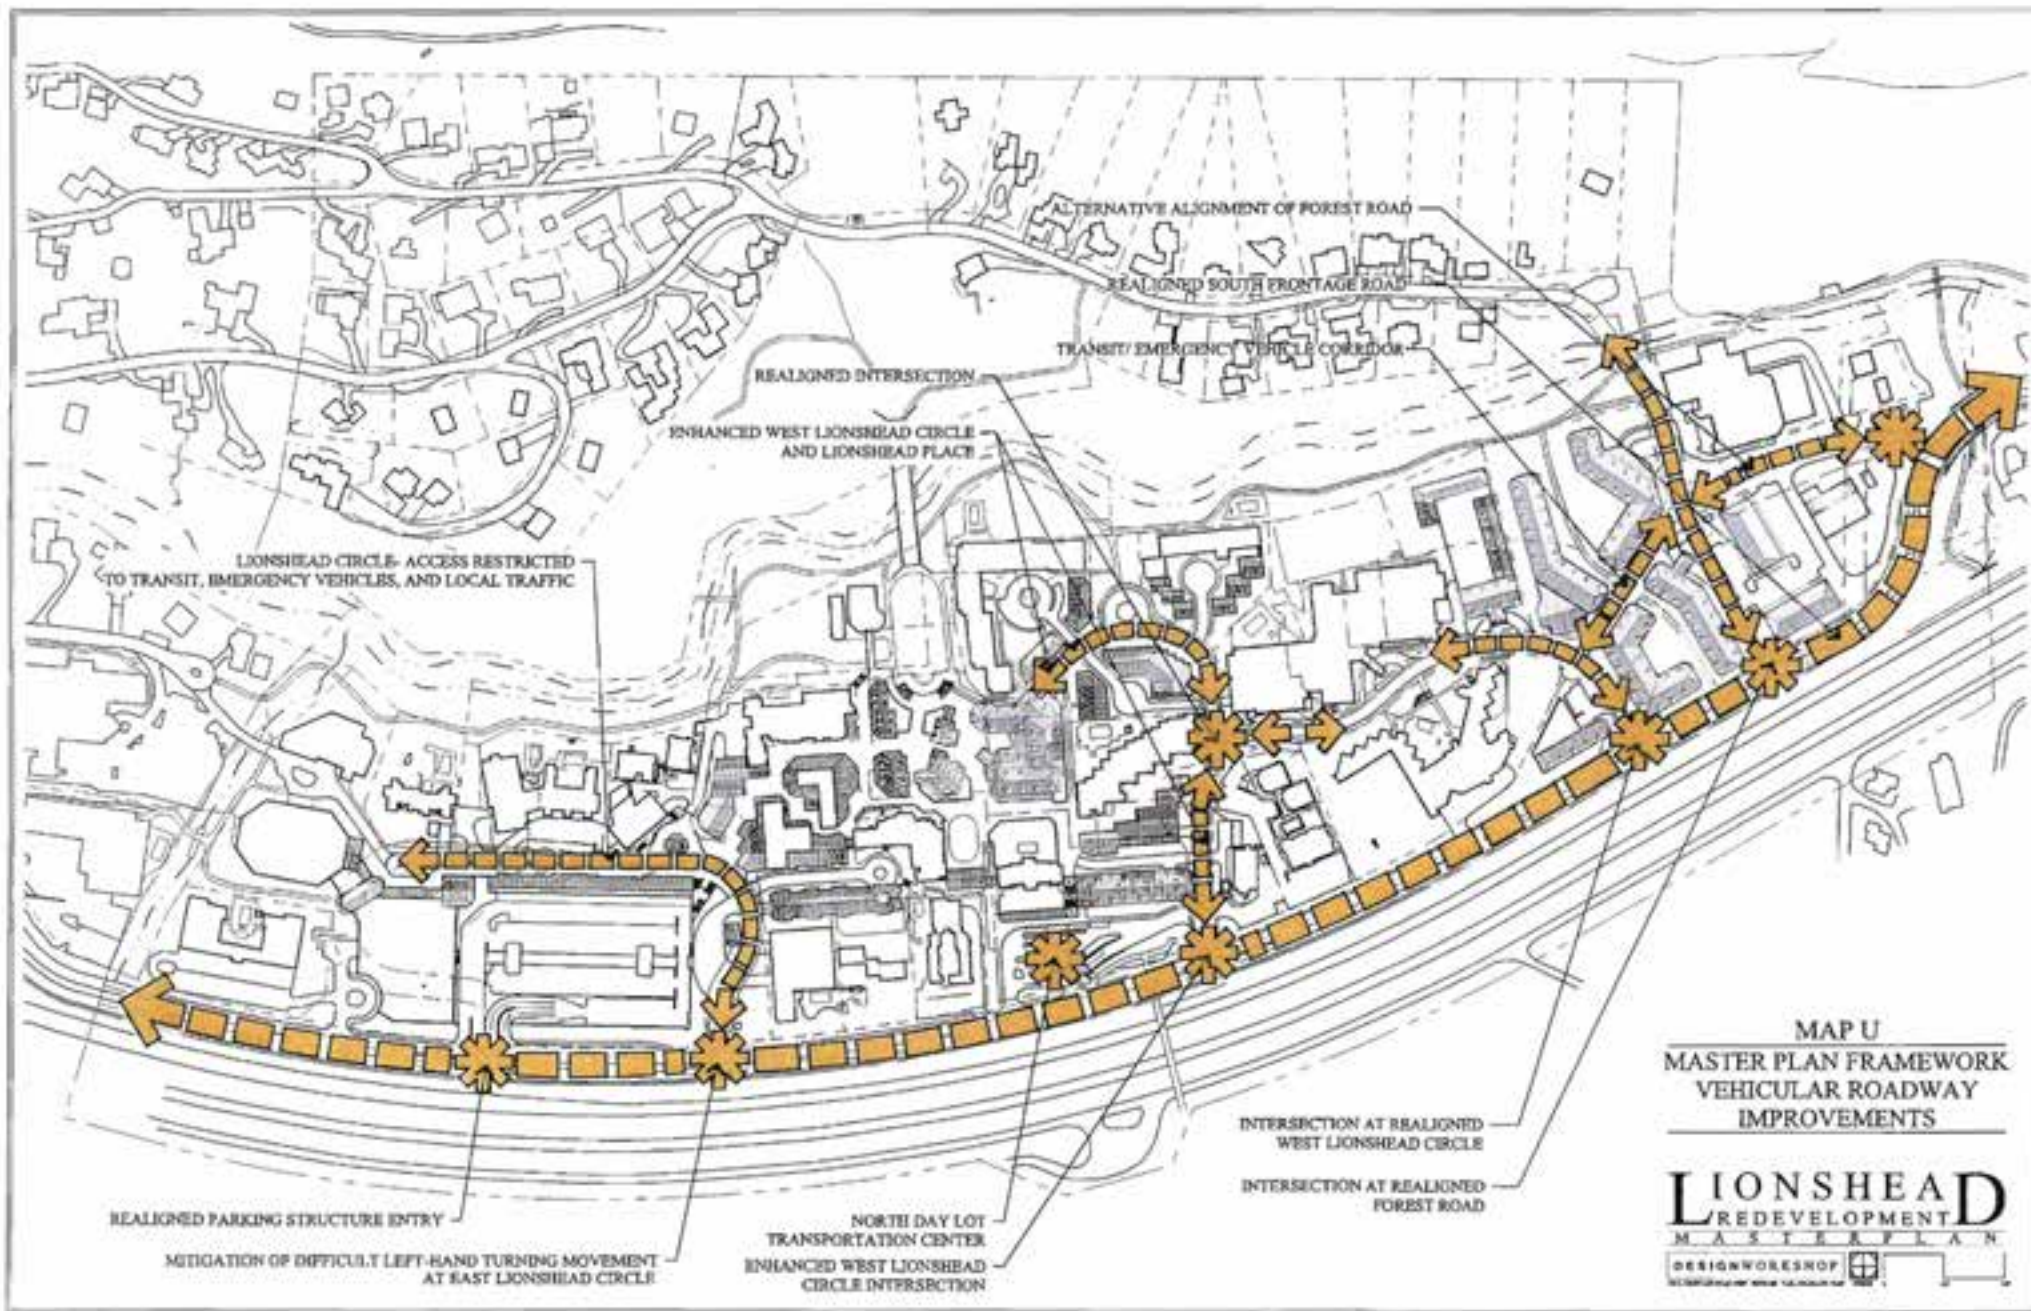 ALTERNATIVE ALIGNMENT OF FOREST ROAD
REALIGNED SOUTH FRONTAGE ROAD
TRANSIT/ EMERGENCY VEHICLE CORRIDOR
REALIGNED INTERSECTION
ENHANCED WEST LIONSHEAD CIRCLE
AND LIONSHEAD PLACE
LIONSHEAD CIRCLE- ACCESS RESTRICTED
TO TRANSIT, EMERGENCY VEHICLES, AND LOCAL TRAFFIC
REALIGNED PARKING STRUCTURE ENTRY
MITIGATION OF DIFFICULT LEFT-HAND TURNING MOVEMENT
AT EAST LIONSHEAD CIRCLE
NORTH DAY LOT
TRANSPORTATION CENTER
ENHANCED WEST LIONSHEAD
CIRCLE INTERSECTION
INTERSECTION AT REALIGNED
WEST LIONSHEAD CIRCLE
INTERSECTION AT REALIGNED
FOREST ROAD
MAP U
MASTER PLAN FRAMEWORK
VEHICULAR ROADWAY
IMPROVEMENTS
LIONSHEAD
REDEVELOPMENT
MASTERPLAN
DESIGNWORKSHOP